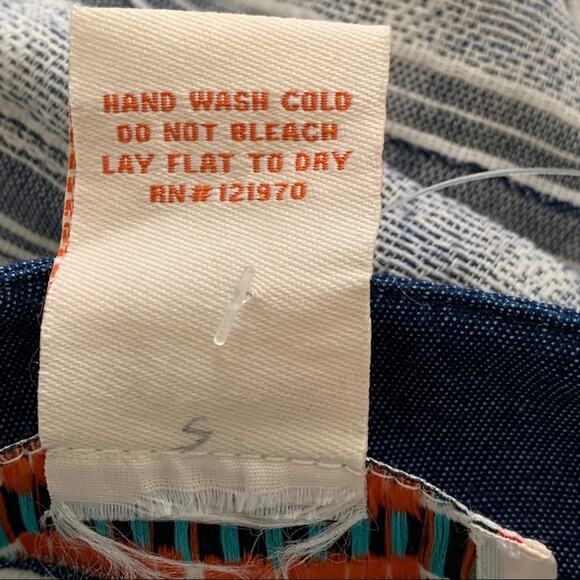 HAND WASH COLD
DO NOT BLEACH
LAY FLAT TO DRY
RN# 121970
S